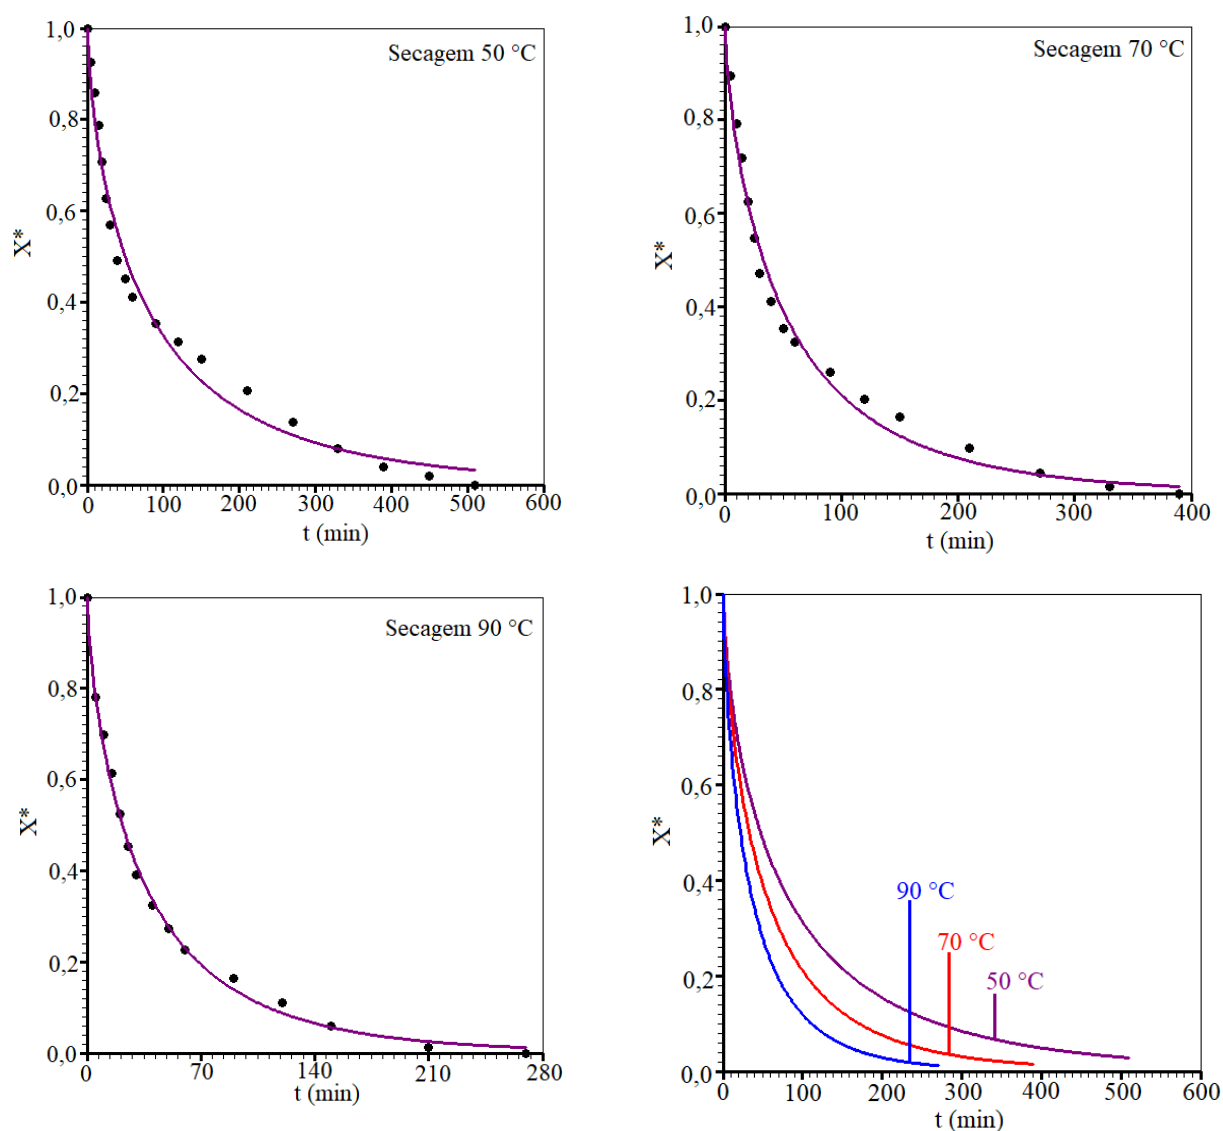 1,0
Secagem 50 °C
0,8
0,6
X*
0,4
0,2
0,0
0 100 200 300 400 500 600
t (min)
1,0
Secagem 70 °C
0,8
0,6
X*
0,4
0,2
0,0
0 100 200 300 400
t (min)
1,0
Secagem 90 °C
0,8
0,6
X*
0,4
0,2
0,0
0 70 140 210 280
t (min)
1,0
0,8
0,6
X*
0,4
90 °C
70 °C
50 °C
0,2
0,0
0 100 200 300 400 500 600
t (min)